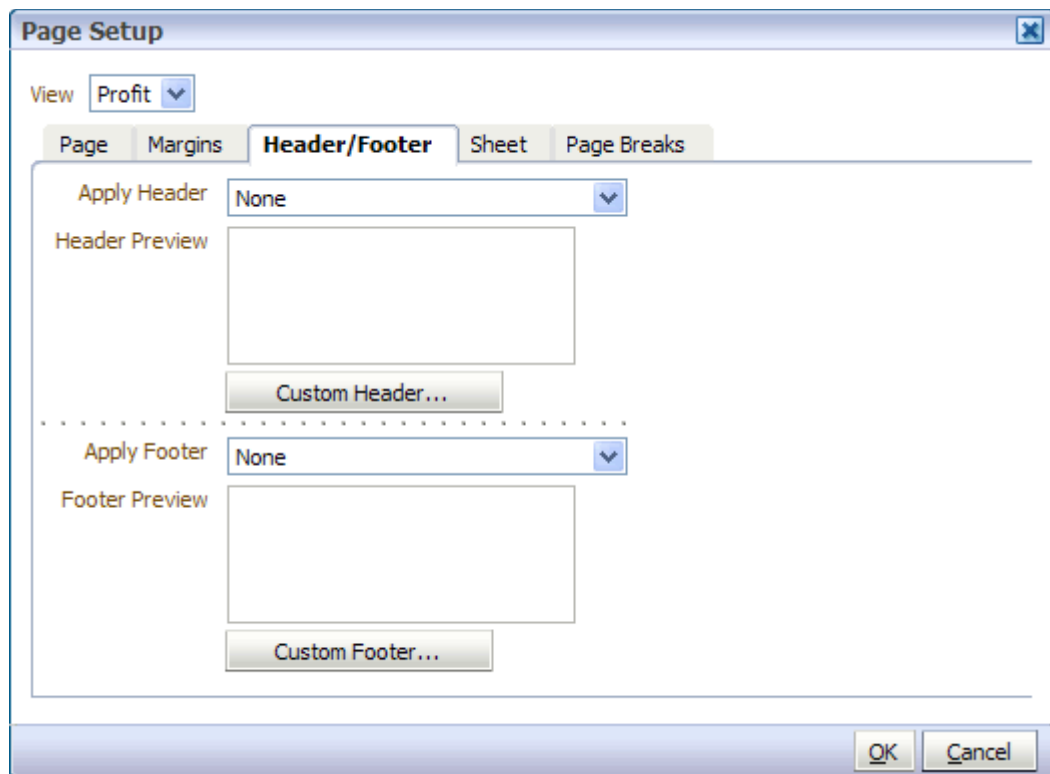 Page Setup
View Profit
Page Margins Header/Footer Sheet Page Breaks
Apply Header None
Header Preview
Custom Header...
Apply Footer None
Footer Preview
Custom Footer...
OK Cancel